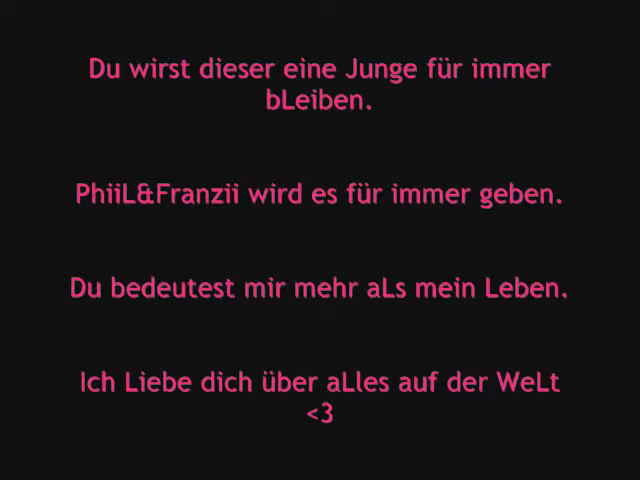 Du wirst dieser eine Junge für immer
bLeiben.
PhiiL&Franzii wird es für immer geben.
Du bedeutest mir mehr aLs mein Leben.
Ich Liebe dich über aLles auf der WeLt
<3